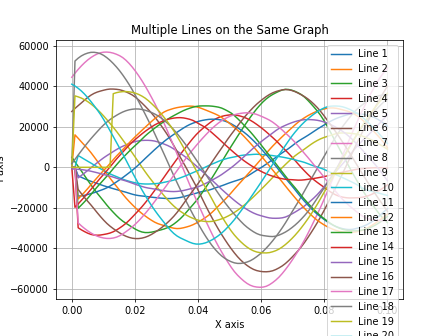 Multiple Lines on the Same Graph
60000
40000
20000
0
−20000
−40000
−60000
0.00
0.02
0.04
0.06
X axis
Line 1
Line 2
Line 3
Line 4
Line 5
Line 6
Line 7
Line 8
Line 9
Line 10
Line 11
Line 12
Line 13
Line 14
Line 15
Line 16
Line 17
Line 18
Line 19
Line 20